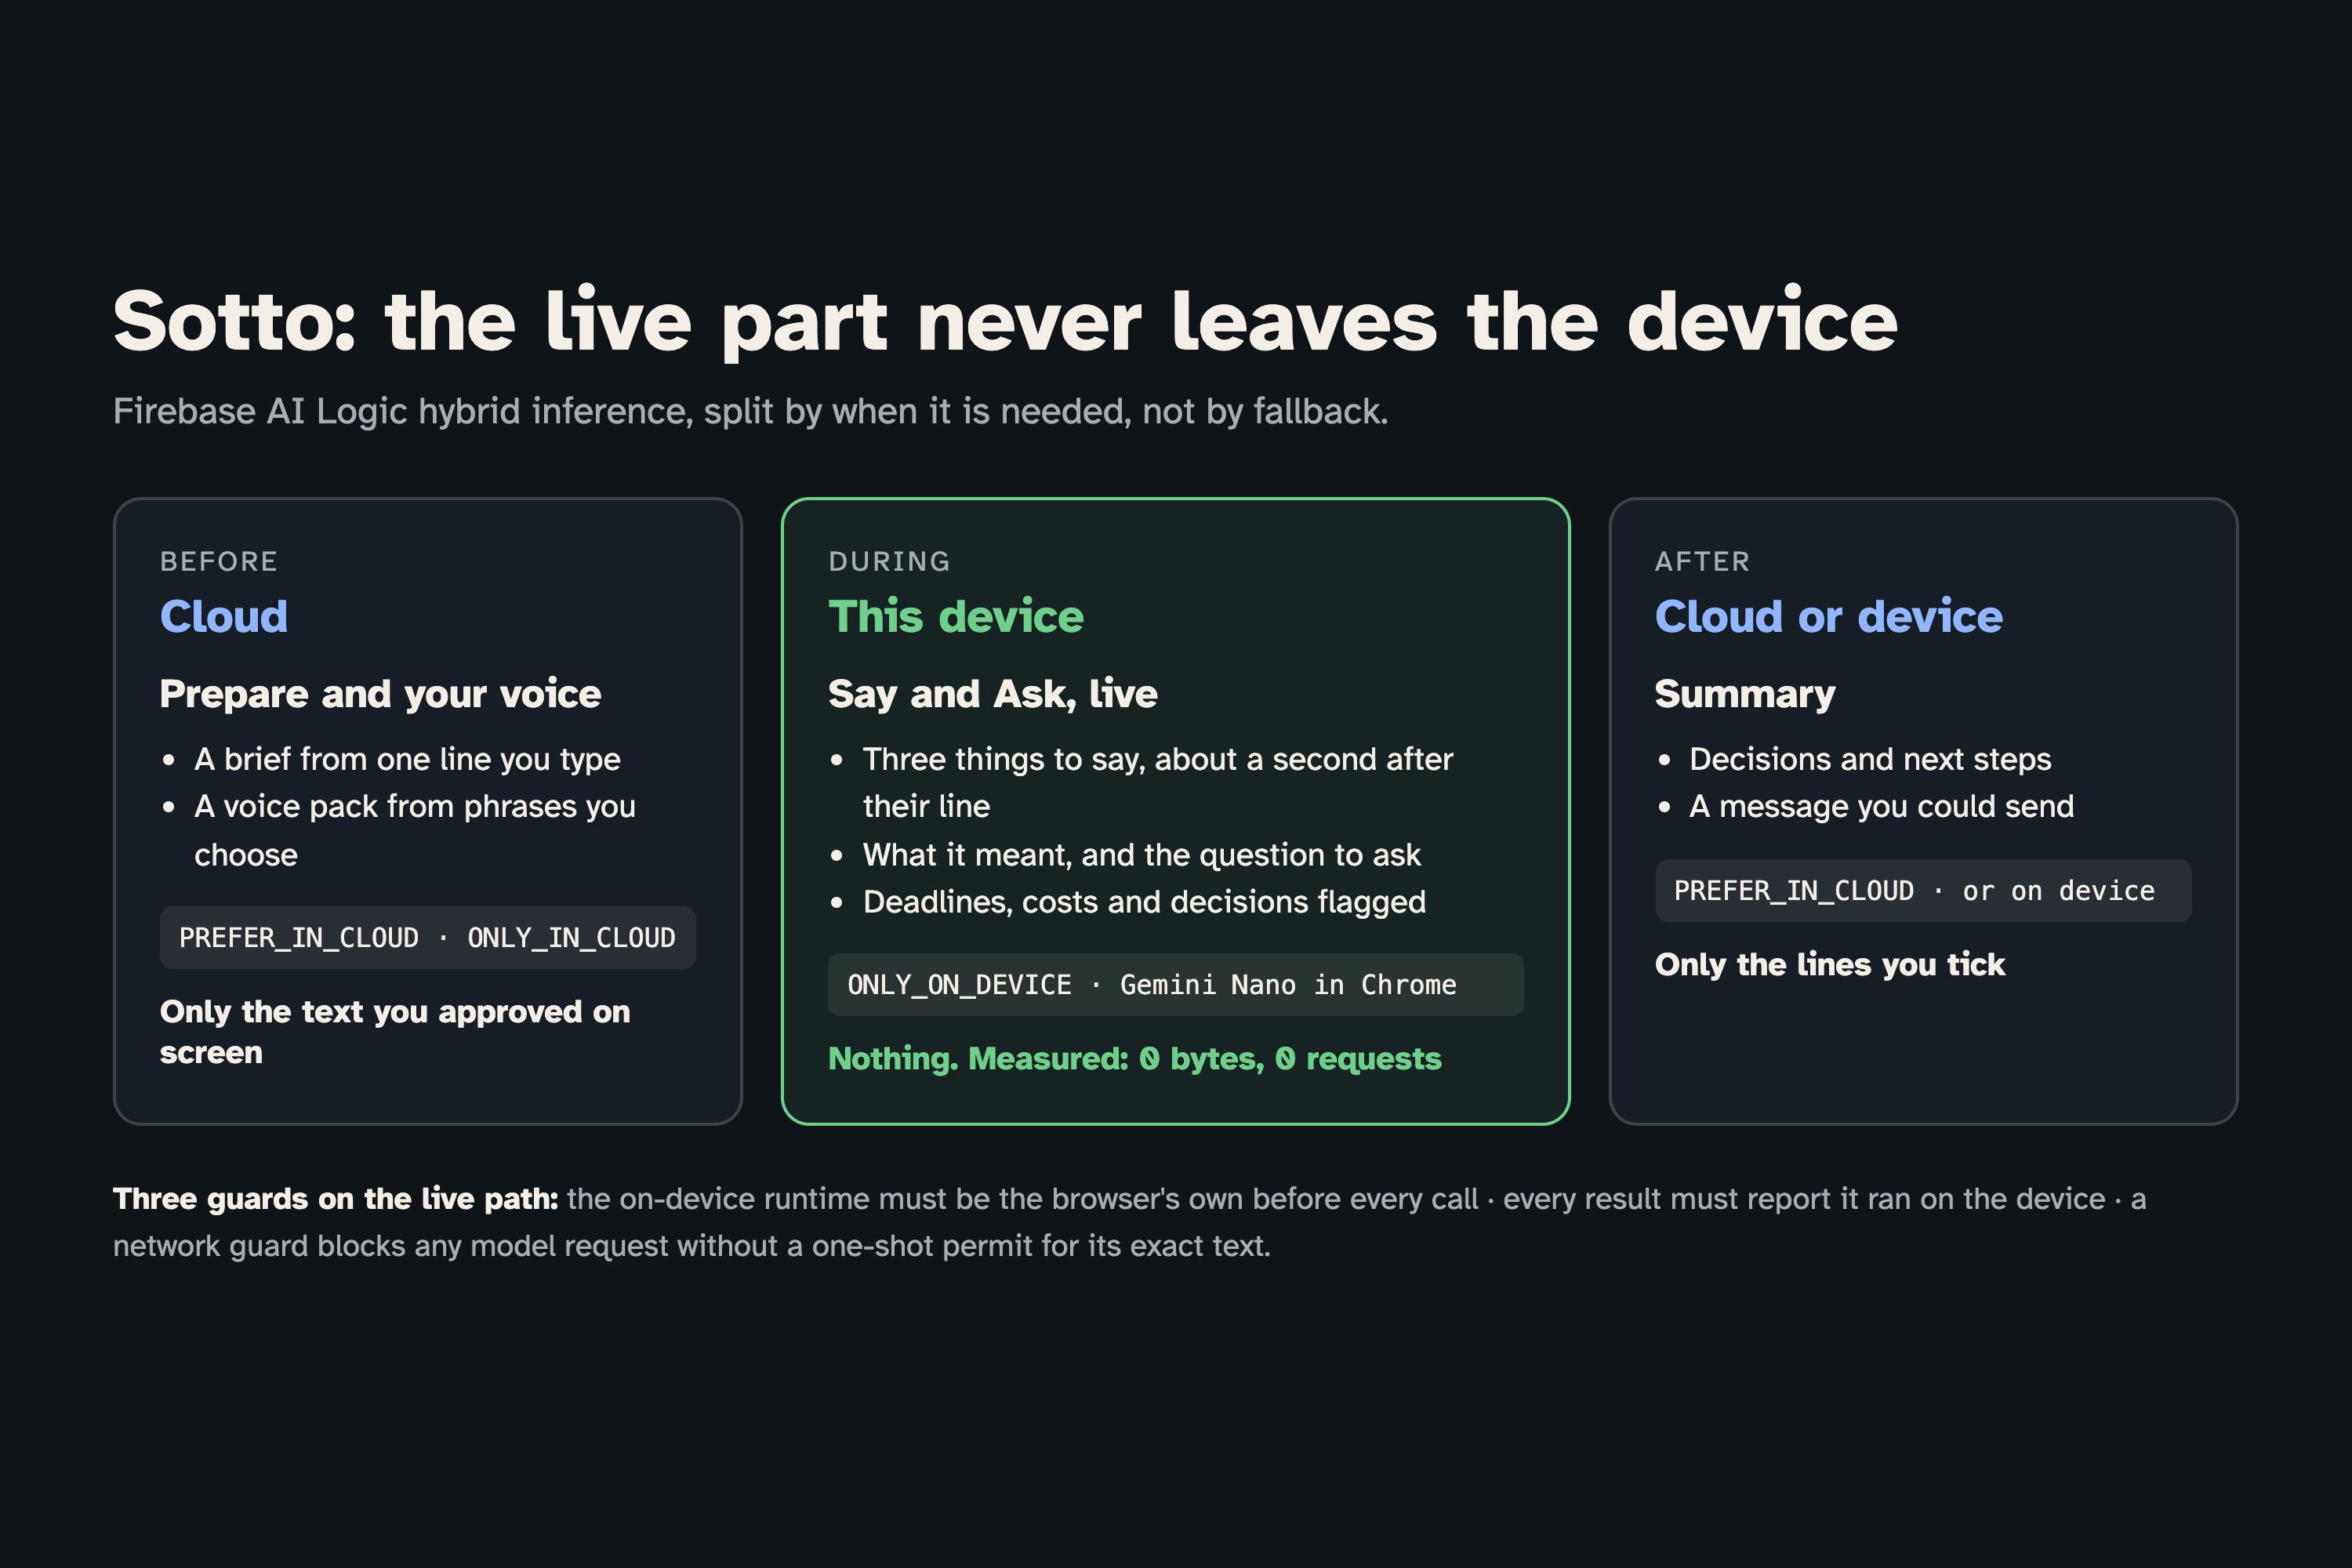 Sotto: the live part never leaves the device
Firebase AI Logic hybrid inference, split by when it is needed, not by fallback.
BEFORE
Cloud
Prepare and your voice
• A brief from one line you type
• A voice pack from phrases you
choose
PREFER_IN_CLOUD · ONLY_IN_CLOUD
Only the text you approved on
screen
DURING
This device
Say and Ask, live
• Three things to say, about a second after
their line
• What it meant, and the question to ask
• Deadlines, costs and decisions flagged
ONLY_ON_DEVICE · Gemini Nano in Chrome
Nothing. Measured: 0 bytes, 0 requests
AFTER
Cloud or device
Summary
• Decisions and next steps
• A message you could send
PREFER_IN_CLOUD · or on device
Only the lines you tick
Three guards on the live path: the on-device runtime must be the browser's own before every call · every result must report it ran on the device · a
network guard blocks any model request without a one-shot permit for its exact text.